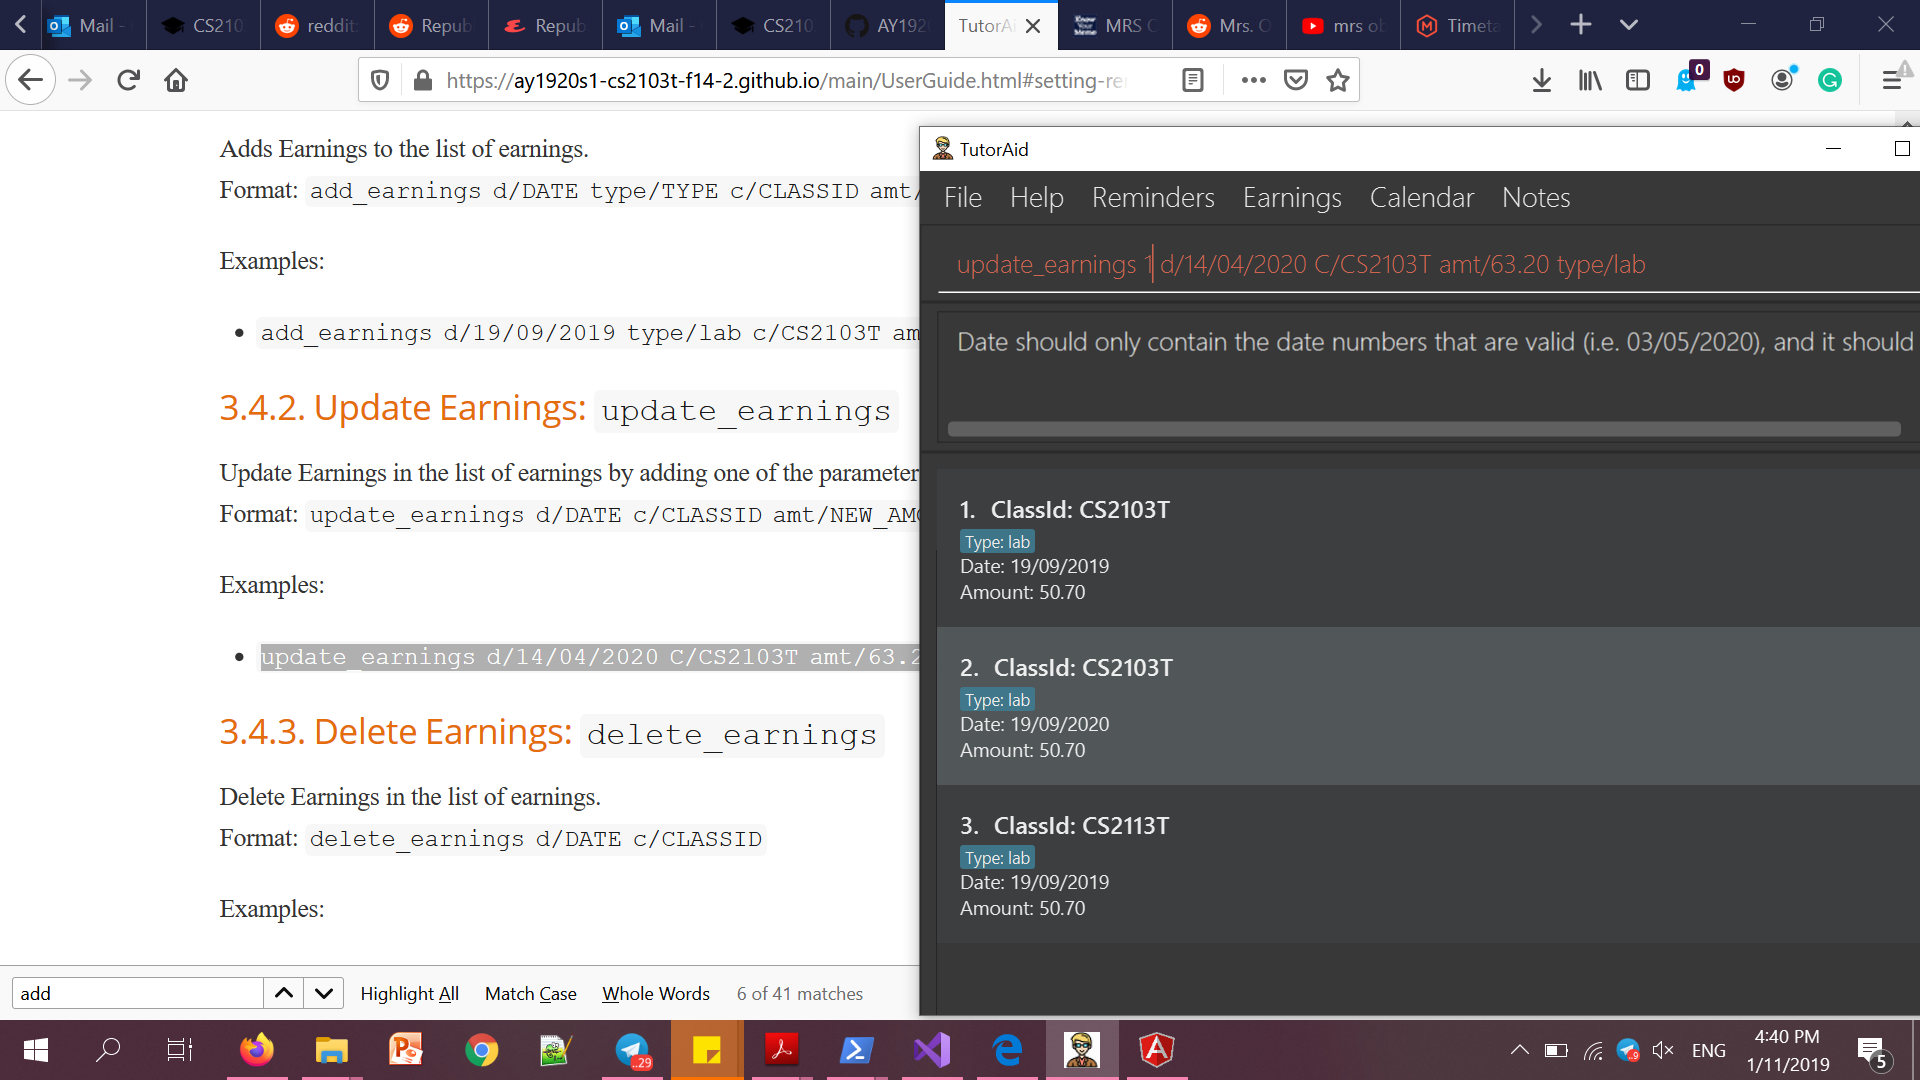 Mail
CS210
reddit
Repub
Repub
Mail -
CS210
AY192
TutorAi
MRS O
Mrs. O
mrs ob
Timeta
https://ay1920s1-cs2103t-f14-2.github.io/main/UserGuide.html#setting-re
0
Adds Earnings to the list of earnings.
Format: add_earnings d/DATE type/TYPE c/CLASSID amt/
Examples:
• add_earnings d/19/09/2019 type/lab c/CS2103T am
3.4.2. Update Earnings: update_earnings
Update Earnings in the list of earnings by adding one of the parameter
Format: update_earnings d/DATE c/CLASSID amt/NEW_AMO
Examples:
• update_earnings d/14/04/2020 C/CS2103T amt/63.2
3.4.3. Delete Earnings: delete_earnings
Delete Earnings in the list of earnings.
Format: delete_earnings d/DATE c/CLASSID
Examples:
TutorAid
File Help Reminders Earnings Calendar Notes
update_earnings 1 d/14/04/2020 C/CS2103T amt/63.20 type/lab
Date should only contain the date numbers that are valid (i.e. 03/05/2020), and it should
1. ClassId: CS2103T
Type: lab
Date: 19/09/2019
Amount: 50.70
2. ClassId: CS2103T
Type: lab
Date: 19/09/2020
Amount: 50.70
3. ClassId: CS2113T
Type: lab
Date: 19/09/2019
Amount: 50.70
add Highlight All Match Case Whole Words 6 of 41 matches
..29
9
ENG
4:40 PM
1/11/2019
5